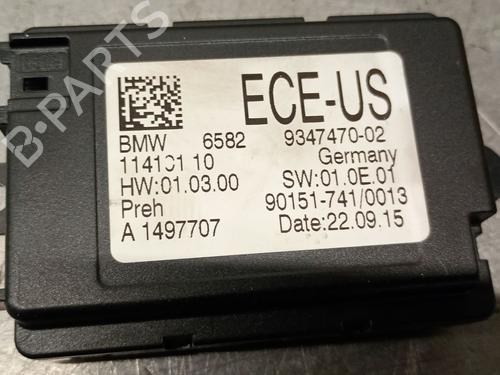 ECE-US
BMW 6582 9347470-02
114101 10 Germany
HW:01.03.00 SW:01.0E.01
Preh 90151-741/0013
A 1497707 Date:22.09.15
B-PARTS